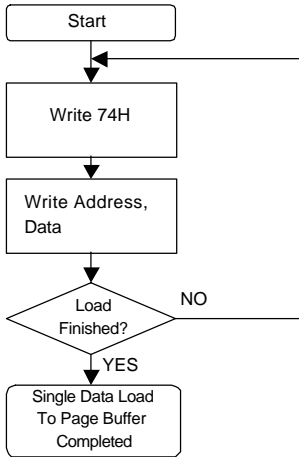 Start
Write 74H
Write Address,
Data
Load
Finished?
NO
YES
Single Data Load
To Page Buffer
Completed